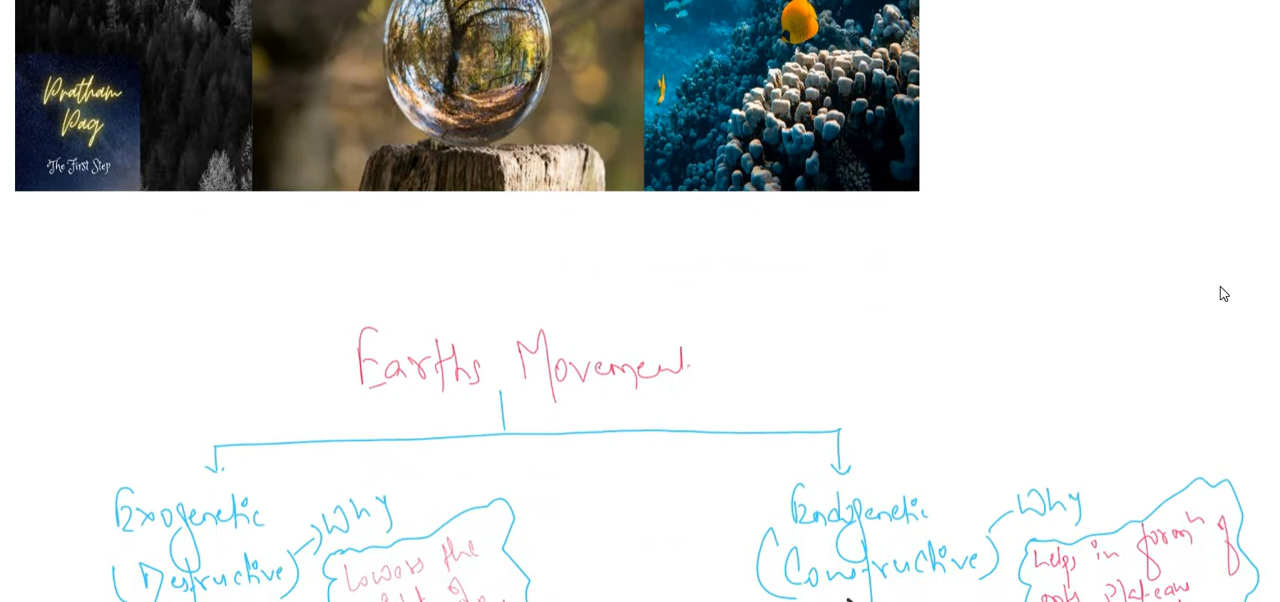 Pratham
Pag
The First Step
Earths Movement
Exogenetic
Why
(Destructive)
Lowers the
Endogenetic
Why
(Constructive)
helps in formn of
Plateau